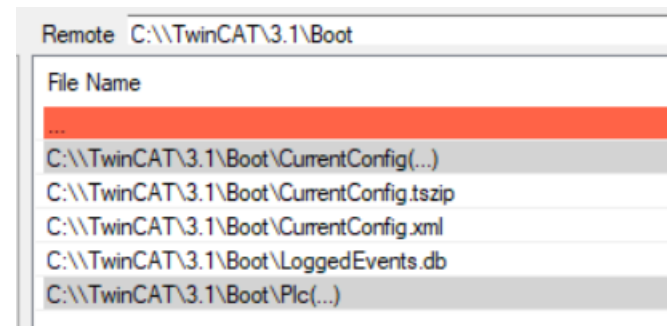 Remote C:\\TwinCAT\3.1\Boot
File Name
...
C:\\TwinCAT\3.1\Boot\CurrentConfig(...)
C:\\TwinCAT\3.1\Boot\CurrentConfig.tszip
C:\\TwinCAT\3.1\Boot\CurrentConfig.xml
C:\\TwinCAT\3.1\Boot\LoggedEvents.db
C:\\TwinCAT\3.1\Boot\Plc(...)